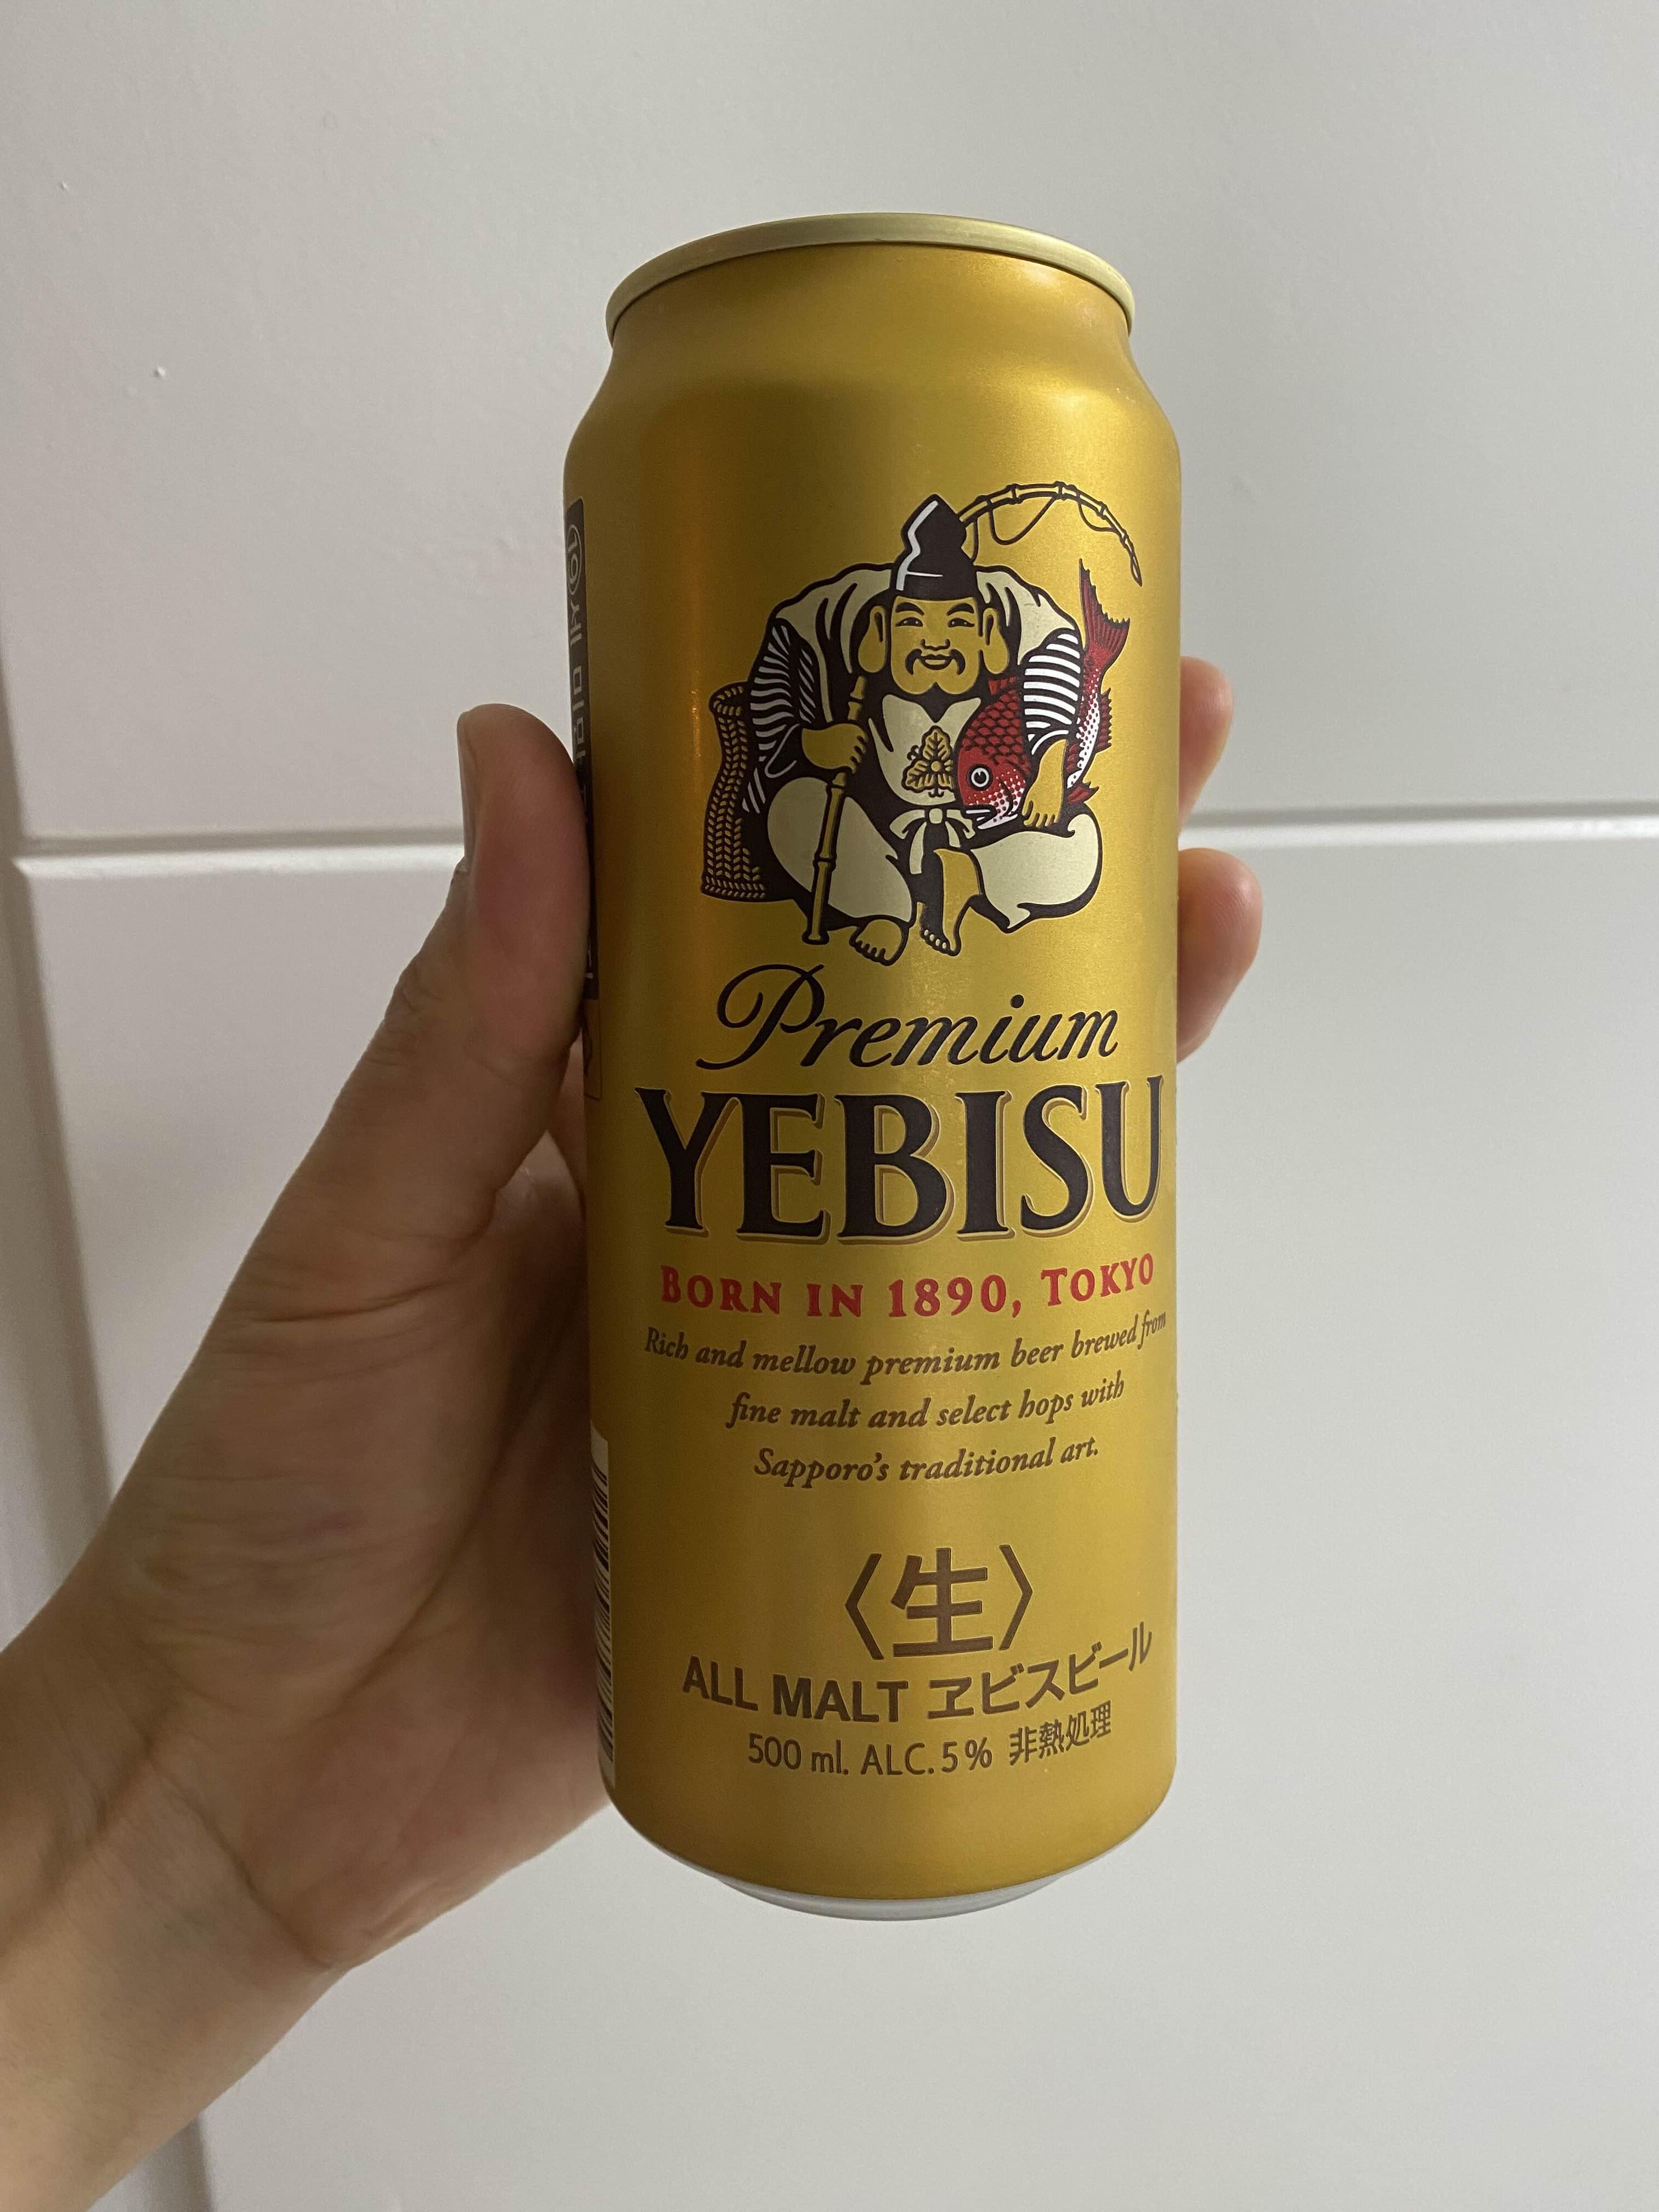 Premium
YEBISU
BORN IN 1890, TOKYO
Rich and mellow premium beer brewed from
fine malt and select hops with
Sapporo's traditional art.
〈生〉
ALL MALT ヱビスビール
500 ml. ALC. 5% 非熱処理